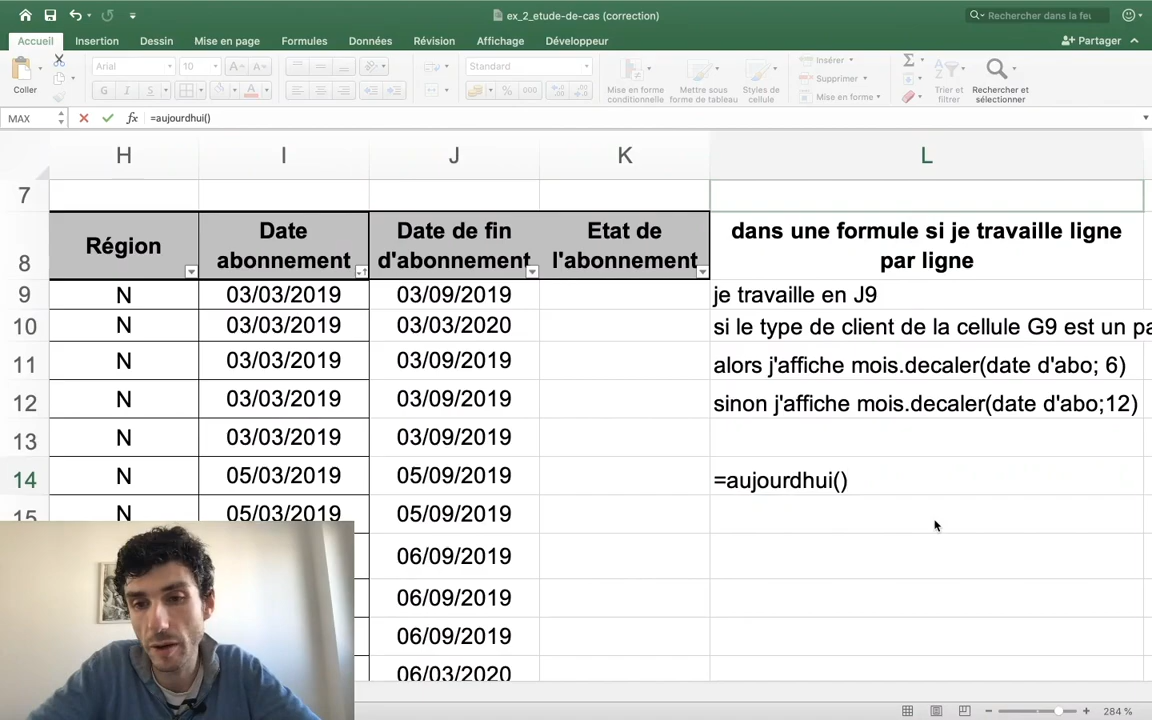 ex_2_etude-de-cas (correction)
Rechercher dans la feu
Accueil Insertion Dessin Mise en page Formules Données Révision Affichage Développeur
Partager
Coller
Arial 10
G I S A
Standard
% 000
Mise en forme conditionnelle
Mettre sous forme de tableau
Styles de cellule
Insérer
Supprimer
Mise en forme
Trier et filtrer
Rechercher et sélectionner
MAX fx =aujourdhui()
H I J K L
7
8 Région
Date abonnement
Date de fin d'abonnement
Etat de l'abonnement
dans une formule si je travaille ligne
par ligne
9 N 03/03/2019 03/09/2019 je travaille en J9
10 N 03/03/2019 03/03/2020 si le type de client de la cellule G9 est un pa
11 N 03/03/2019 03/09/2019 alors j'affiche mois.decaler(date d'abo; 6)
12 N 03/03/2019 03/09/2019 sinon j'affiche mois.decaler(date d'abo;12)
13 N 03/03/2019 03/09/2019
14 N 05/03/2019 05/09/2019 =aujourdhui()
15 N 05/03/2019 05/09/2019
06/09/2019
06/09/2019
06/09/2019
06/03/2020
284 %